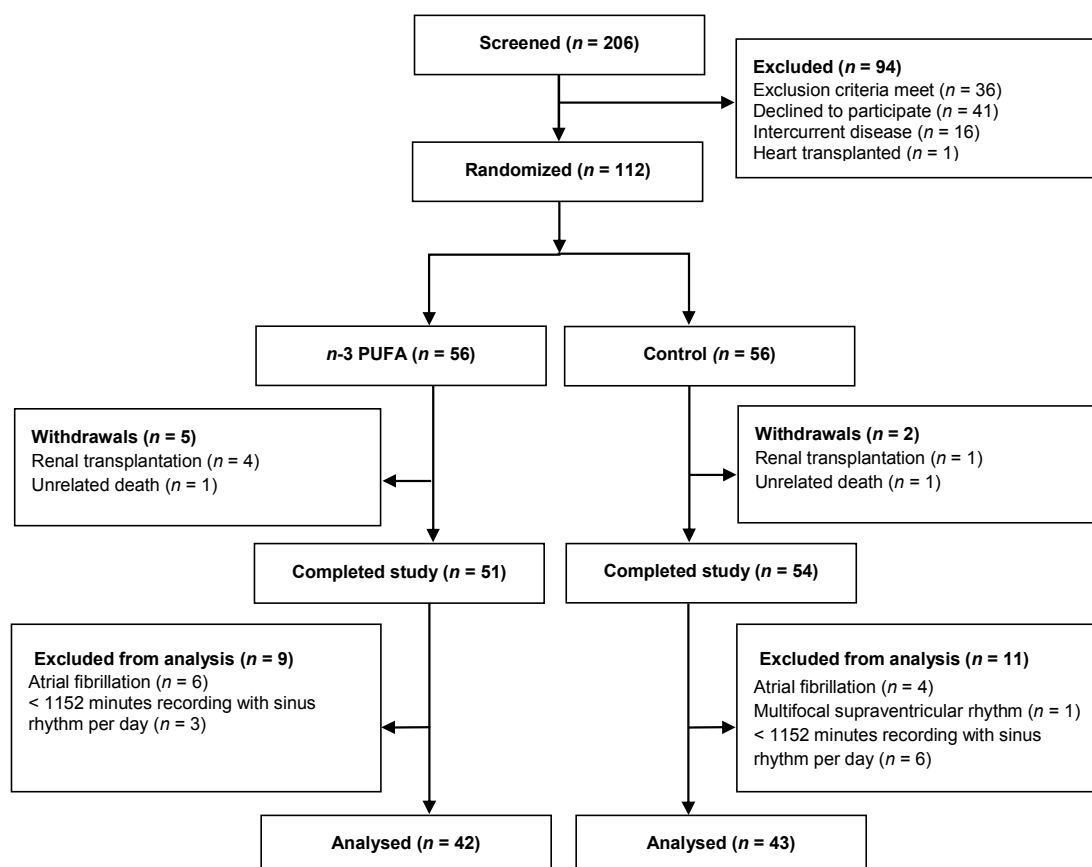 Screened (n = 206)
Excluded (n = 94)
Exclusion criteria meet (n = 36)
Declined to participate (n = 41)
Intercurrent disease (n = 16)
Heart transplanted (n = 1)
Randomized (n = 112)
n-3 PUFA (n = 56)
Control (n = 56)
Withdrawals (n = 5)
Renal transplantation (n = 4)
Unrelated death (n = 1)
Withdrawals (n = 2)
Renal transplantation (n = 1)
Unrelated death (n = 1)
Completed study (n = 51)
Completed study (n = 54)
Excluded from analysis (n = 9)
Atrial fibrillation (n = 6)
< 1152 minutes recording with sinus
rhythm per day (n = 3)
Excluded from analysis (n = 11)
Atrial fibrillation (n = 4)
Multifocal supraventricular rhythm (n = 1)
< 1152 minutes recording with sinus
rhythm per day (n = 6)
Analysed (n = 42)
Analysed (n = 43)